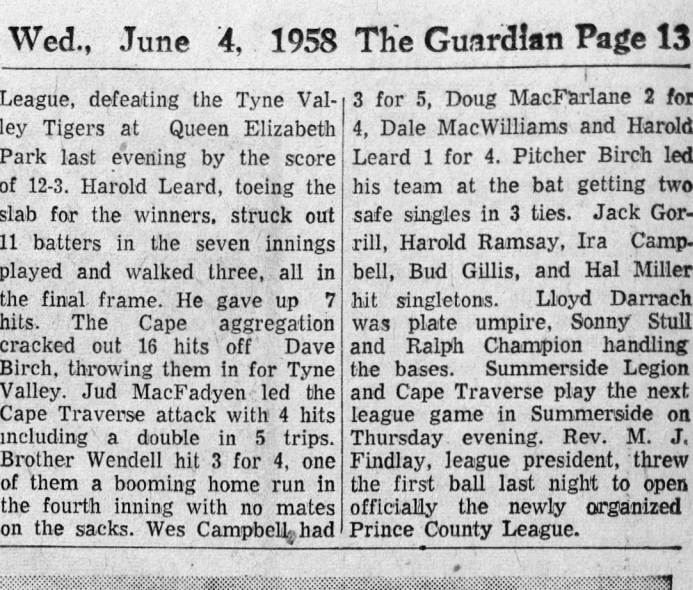 Wed., June 4, 1958 The Guardian Page 13
League, defeating the Tyne Val-
ley Tigers at Queen Elizabeth
Park last evening by the score
of 12-3. Harold Leard, toeing the
slab for the winners, struck out
11 batters in the seven innings
played and walked three, all in
the final frame. He gave up 7
hits. The Cape aggregation
cracked out 16 hits off Dave
Birch, throwing them in for Tyne
Valley. Jud MacFadyen led the
Cape Traverse attack with 4 hits
including a double in 5 trips.
Brother Wendell hit 3 for 4, one
of them a booming home run in
the fourth inning with no mates
on the sacks. Wes Campbell had
3 for 5, Doug MacFarlane 2 for
4, Dale MacWilliams and Harold
Leard 1 for 4. Pitcher Birch led
his team at the bat getting two
safe singles in 3 ties. Jack Gor-
rill, Harold Ramsay, Ira Camp-
bell, Bud Gillis, and Hal Miller
hit singletons. Lloyd Darrach
was plate umpire, Sonny Stull
and Ralph Champion handling
the bases. Summerside Legion
and Cape Traverse play the next
league game in Summerside on
Thursday evening. Rev. M. J.
Findlay, league president, threw
the first ball last night to open
officially the newly organized
Prince County League.